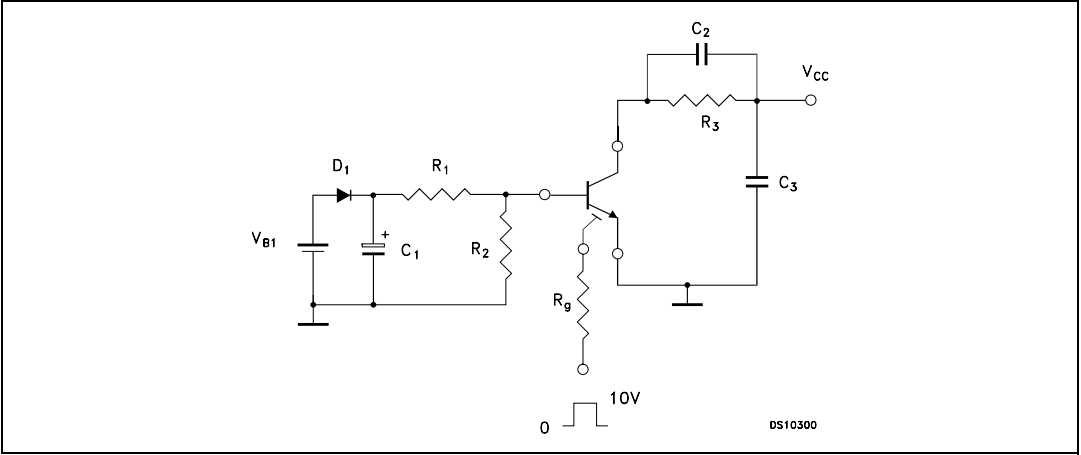 C2
VCC
R3
D1
R1
C3
VB1
+
C1
R2
Rg
10V
0
DS10300